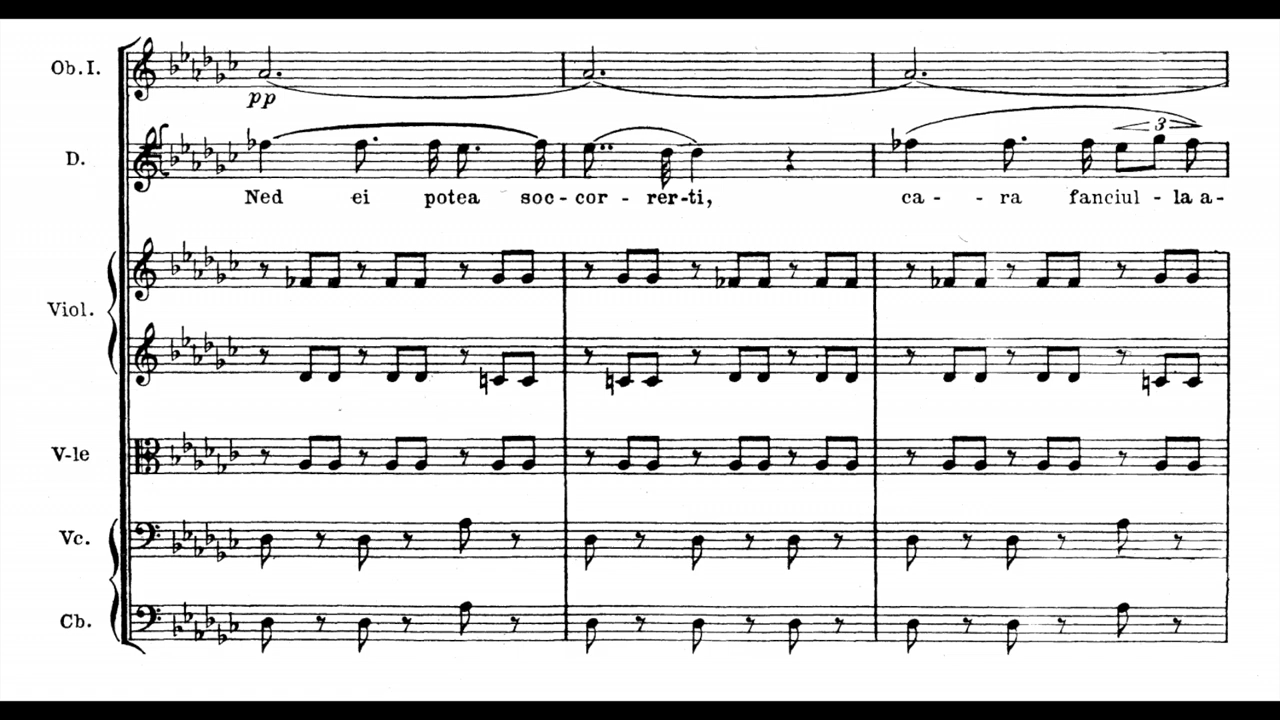 Ob. I.
pp
D.
3
Ned ei potea soc - cor - rer - ti, ca - - ra fanciul - la a -
Viol.
V-le
Vc.
Cb.